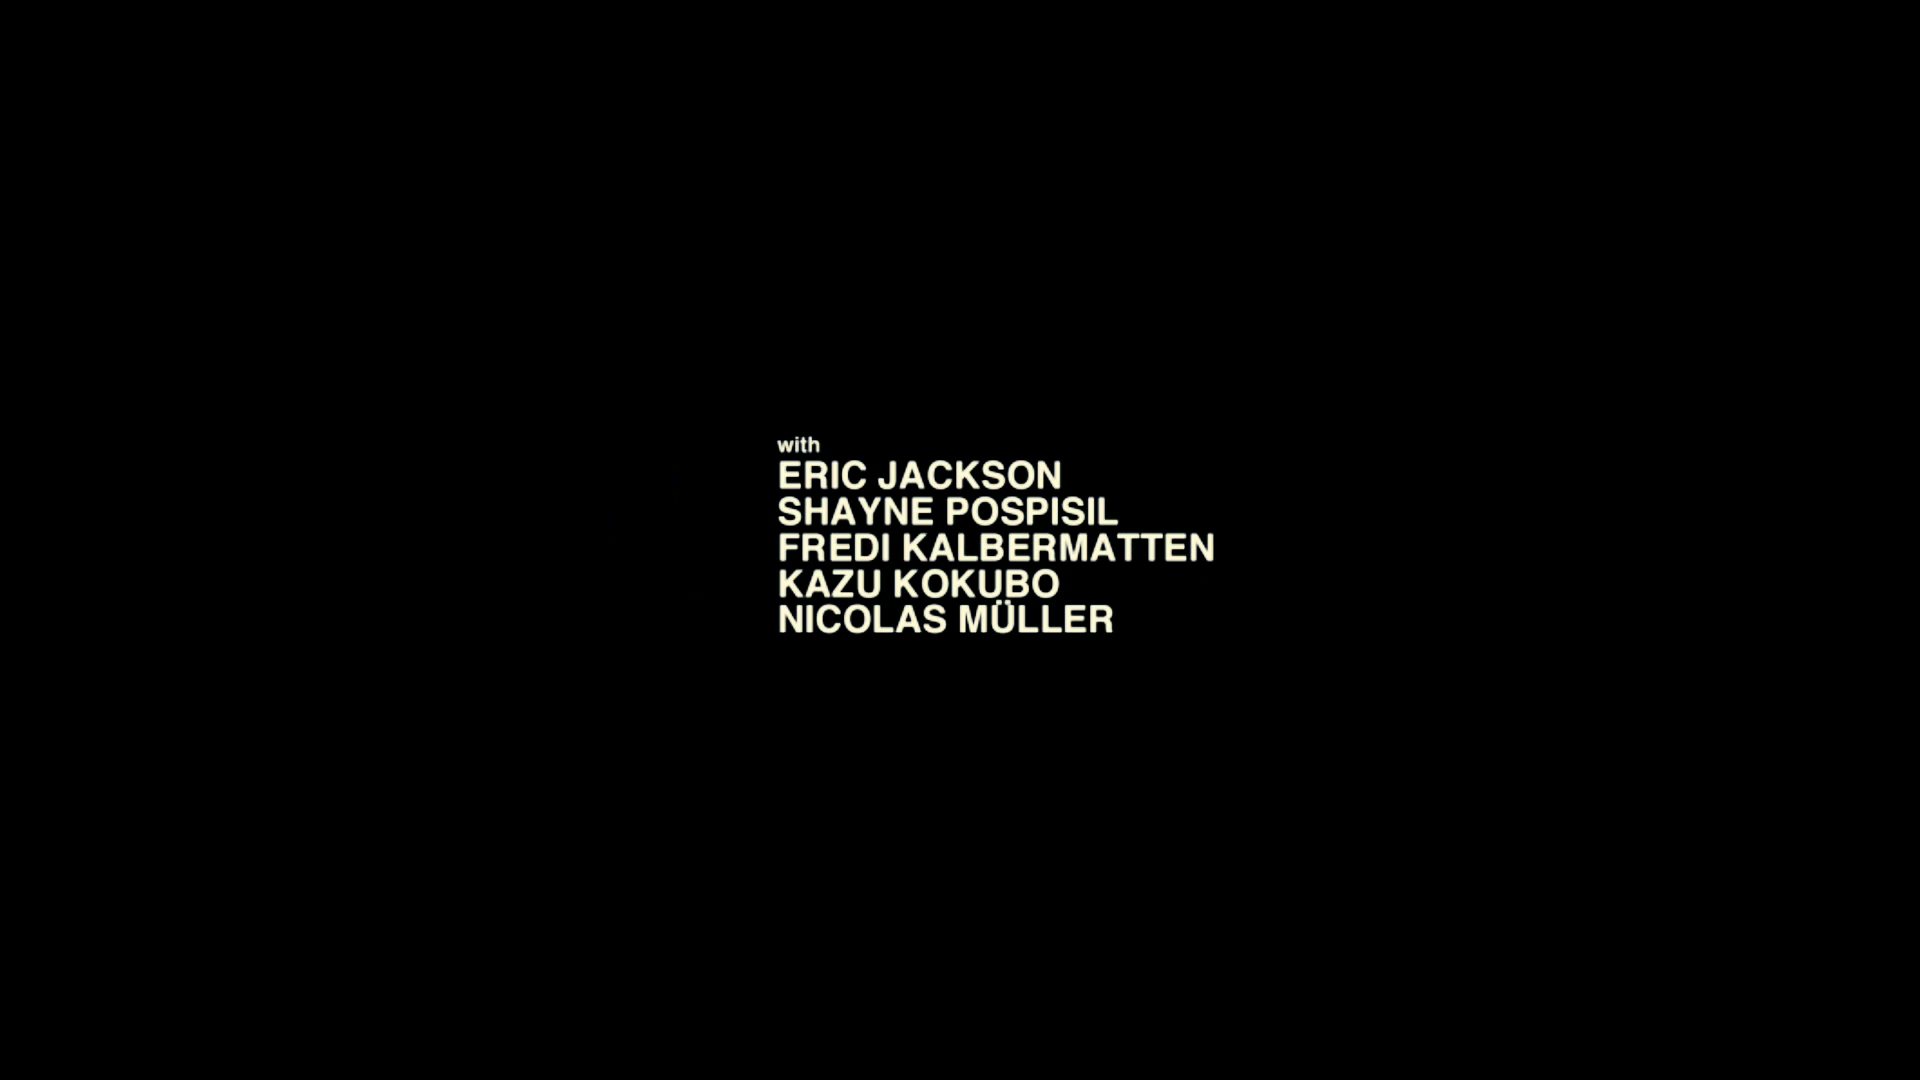 with
ERIC JACKSON
SHAYNE POSPISIL
FREDI KALBERMATTEN
KAZU KOKUBO
NICOLAS MÜLLER